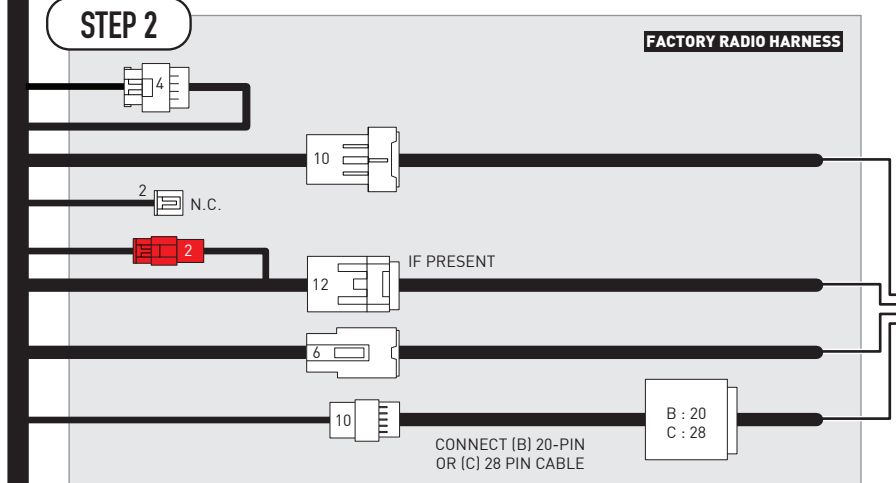 STEP 2
FACTORY RADIO HARNESS
4
10
2
N.C.
2
IF PRESENT
12
6
10
B : 20
C : 28
CONNECT (B) 20-PIN
OR (C) 28 PIN CABLE